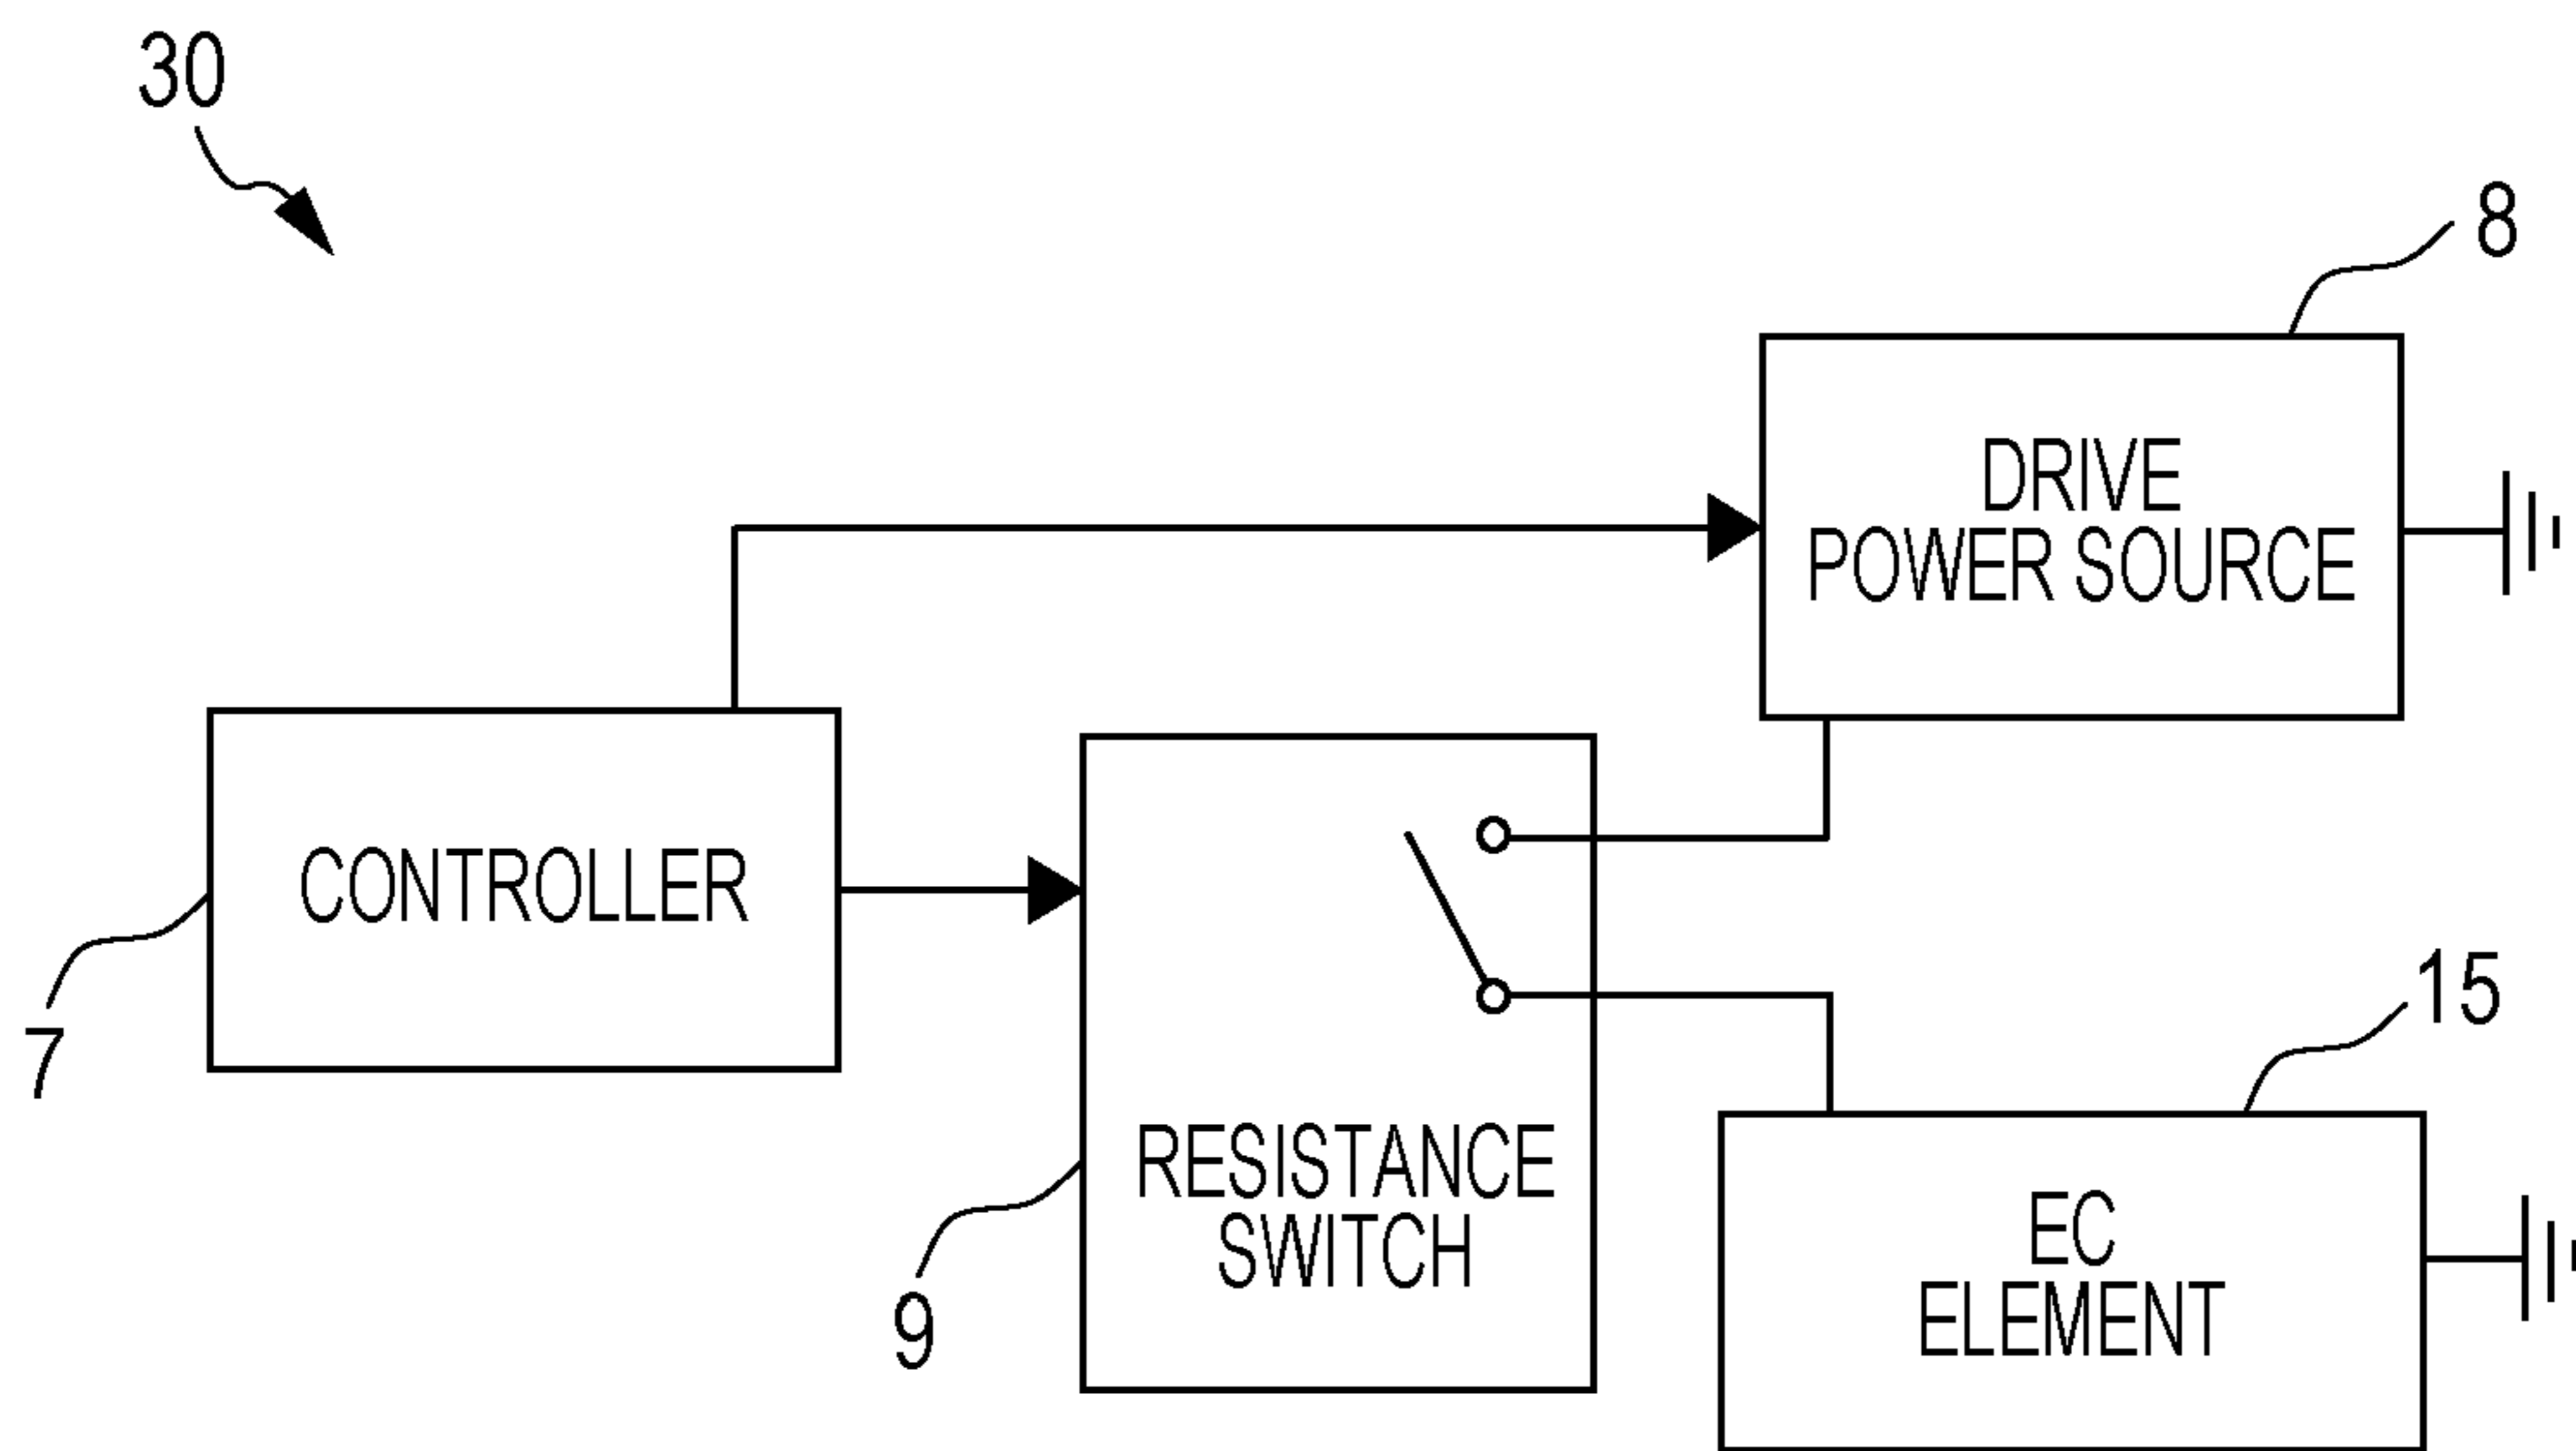 30
8
DRIVE
POWER SOURCE
CONTROLLER
7
15
RESISTANCE
SWITCH
9
EC
ELEMENT